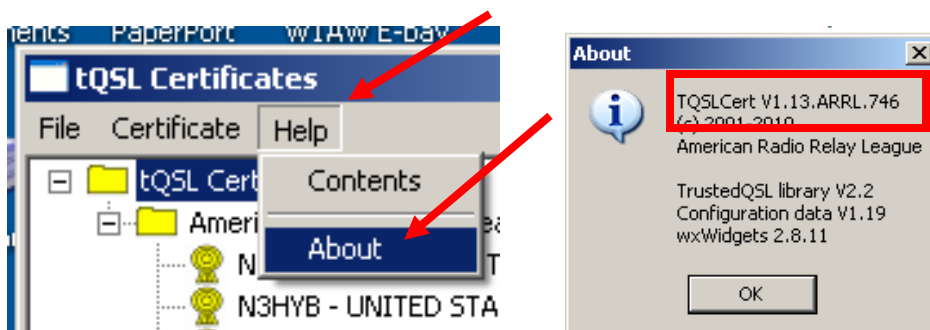 PaperPort W1AW E-bay
tQSL Certificates
File Certificate Help
Contents
About
tQSL Cert
Ameri
N
N3HYB - UNITED STA
About
TQSLCert V1.13.ARRL.746
(c) 2001-2010
American Radio Relay League
TrustedQSL library V2.2
Configuration data V1.19
wxWidgets 2.8.11
OK